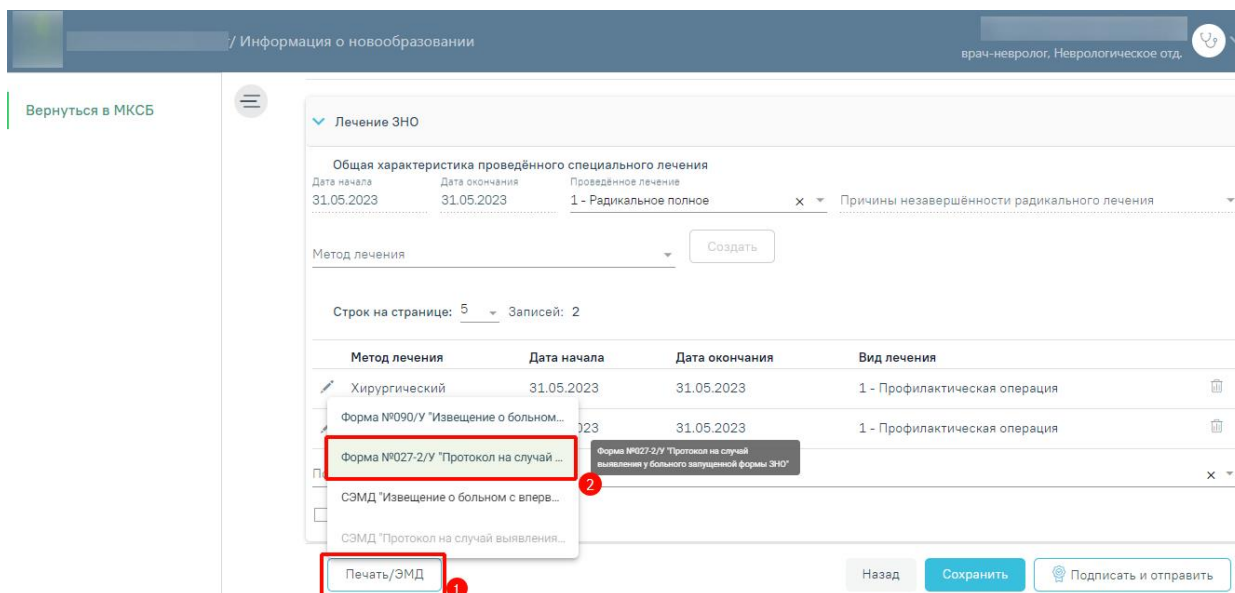 / Информация о новообразовании
врач-невролог, Неврологическое отд.
Вернуться в МКСБ
Лечение ЗНО
Общая характеристика проведённого специального лечения
Дата начала Дата окончания Проведённое лечение
31.05.2023 31.05.2023 1 - Радикальное полное x Причины незавершённости радикального лечения
Метод лечения Создать
Строк на странице: 5 Записей: 2
Метод лечения Дата начала Дата окончания Вид лечения
Хирургический 31.05.2023 31.05.2023 1 - Профилактическая операция
Форма №090/У "Извещение о больном...
023 31.05.2023 1 - Профилактическая операция
Форма №027-2/У "Протокол на случай ...
Форма №027-2/У "Протокол на случай
выявления у больного запущенной формы ЗНО"
2
x
СЭМД "Извещение о больном с вперв...
СЭМД "Протокол на случай выявления...
Печать/ЭМД 1 Назад Сохранить Подписать и отправить